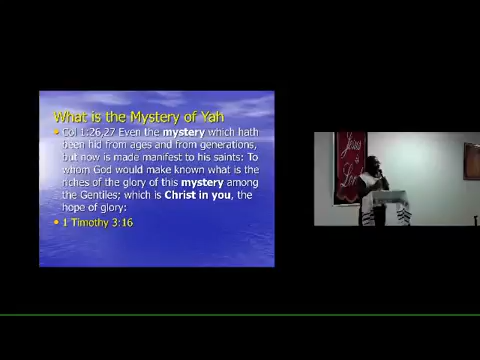 What is the Mystery of Yah
• Col 1:26,27 Even the mystery which hath
been hid from ages and from generations,
but now is made manifest to his saints: To
whom God would make known what is the
riches of the glory of this mystery among
the Gentiles; which is Christ in you, the
hope of glory:
• 1 Timothy 3:16
Jesus
is